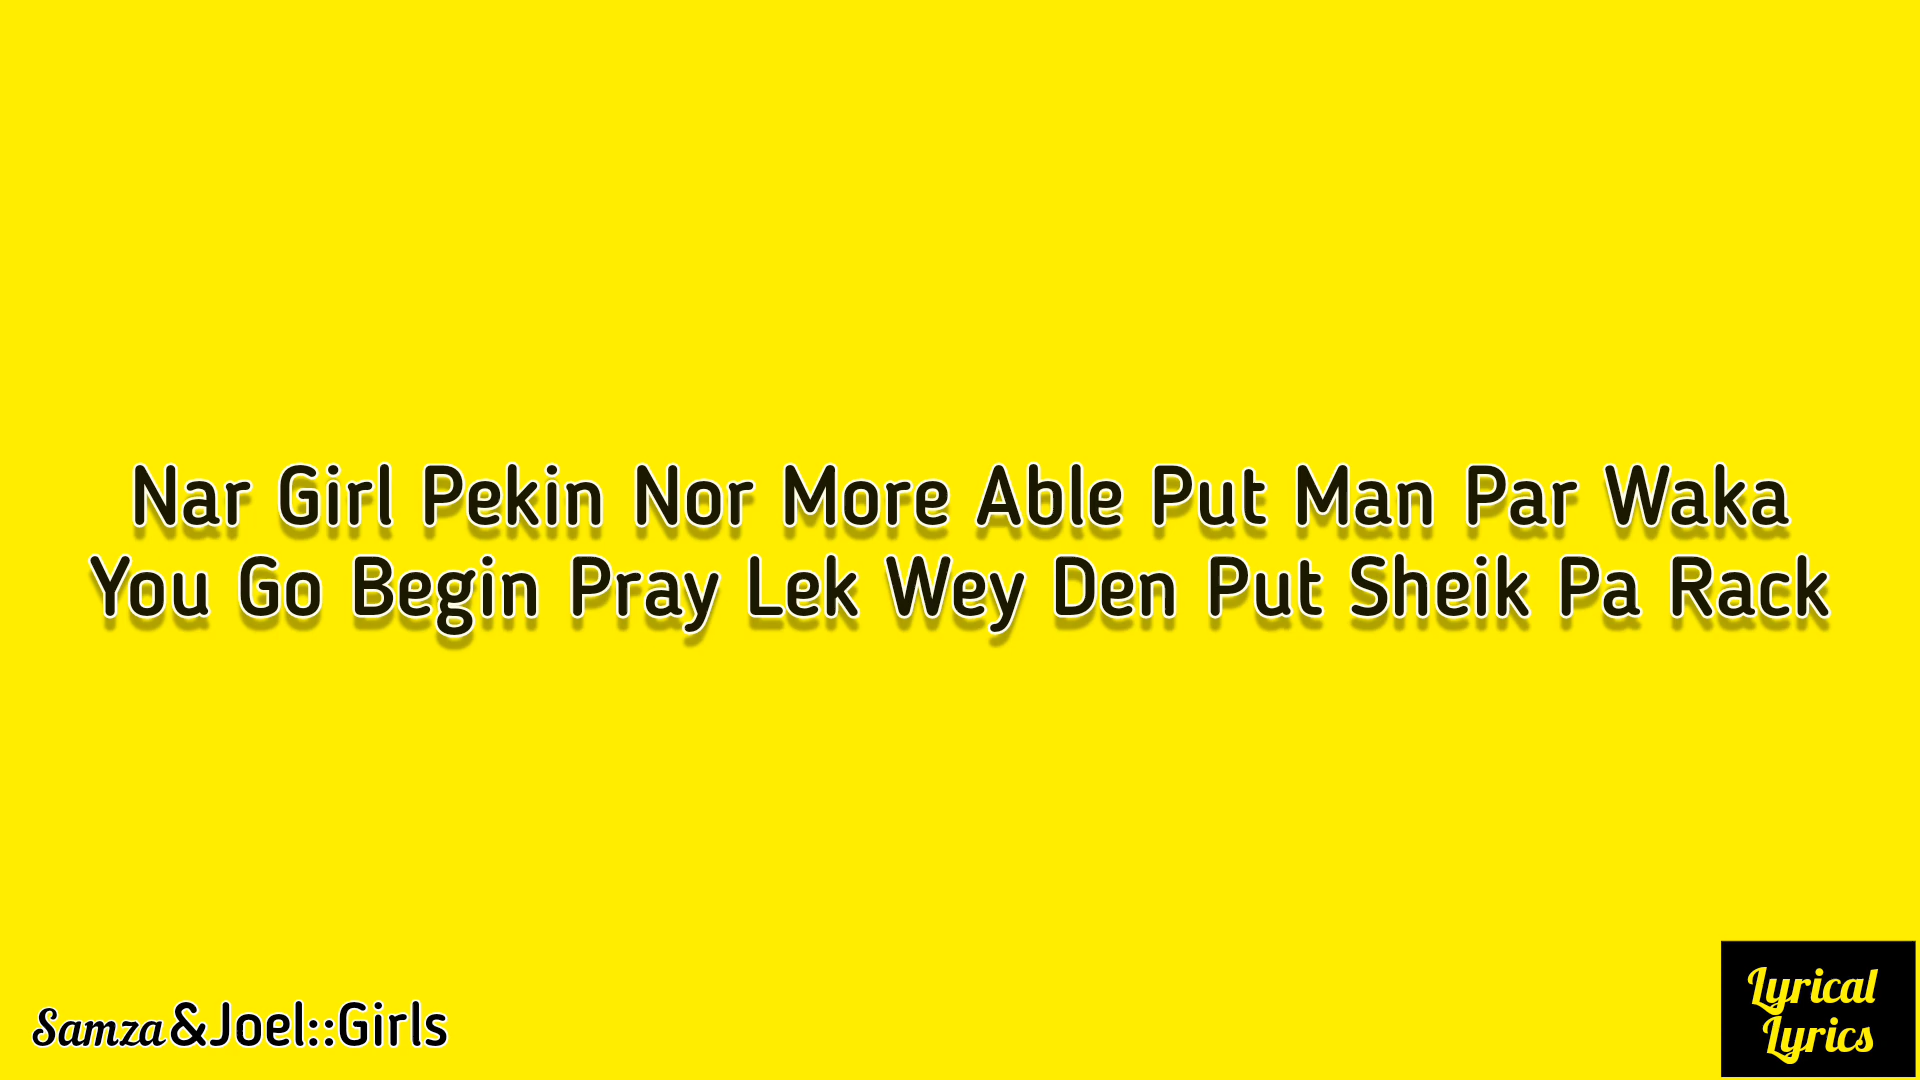 Nar Girl Pekin Nor More Able Put Man Par Waka
You Go Begin Pray Lek Wey Den Put Sheik Pa Rack
Samza&Joel::Girls
Lyrical
Lyrics